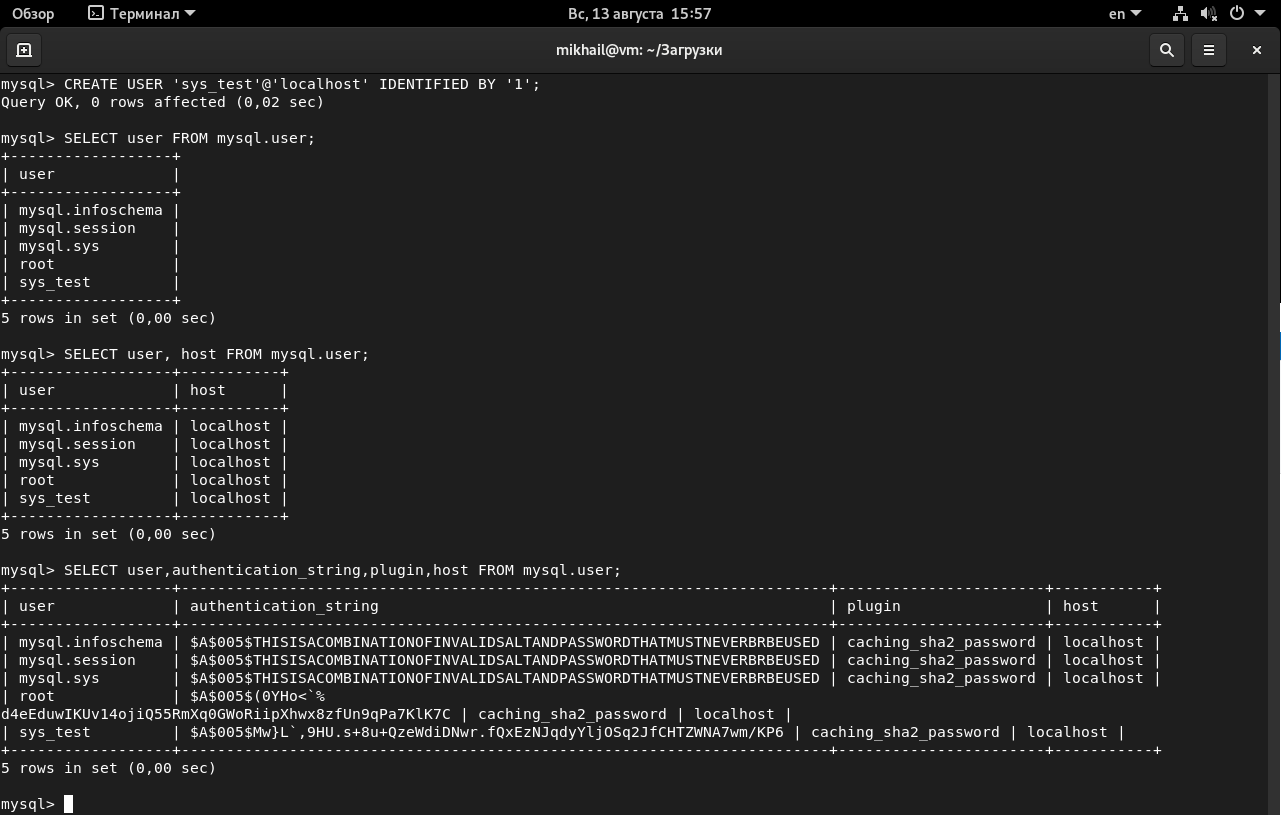 Обзор Терминал Вс, 13 августа 15:57 en
mikhail@vm: ~/Загрузки
mysql> CREATE USER 'sys_test'@'localhost' IDENTIFIED BY '1';
Query OK, 0 rows affected (0,02 sec)

mysql> SELECT user FROM mysql.user;
+------------------+
| user             |
+------------------+
| mysql.infoschema |
| mysql.session    |
| mysql.sys        |
| root             |
| sys_test         |
+------------------+
5 rows in set (0,00 sec)

mysql> SELECT user, host FROM mysql.user;
+------------------+-----------+
| user             | host      |
+------------------+-----------+
| mysql.infoschema | localhost |
| mysql.session    | localhost |
| mysql.sys        | localhost |
| root             | localhost |
| sys_test         | localhost |
+------------------+-----------+
5 rows in set (0,00 sec)

mysql> SELECT user,authentication_string,plugin,host FROM mysql.user;
+------------------+------------------------------------------------------------------------+-----------------------+-----------+
| user             | authentication_string                                                  | plugin                | host      |
+------------------+------------------------------------------------------------------------+-----------------------+-----------+
| mysql.infoschema | $A$005$THISISACOMBINATIONOFINVALIDSALTANDPASSWORDTHATMUSTNEVERBRBEUSED | caching_sha2_password | localhost |
| mysql.session    | $A$005$THISISACOMBINATIONOFINVALIDSALTANDPASSWORDTHATMUSTNEVERBRBEUSED | caching_sha2_password | localhost |
| mysql.sys        | $A$005$THISISACOMBINATIONOFINVALIDSALTANDPASSWORDTHATMUSTNEVERBRBEUSED | caching_sha2_password | localhost |
| root             | $A$005$(0YHo<`%
d4eEduwIKUv14ojiQ55RmXq0GWoRiipXhwx8zfUn9qPa7KlK7C | caching_sha2_password | localhost |
| sys_test         | $A$005$Mw}L`,9HU.s+8u+QzeWdiDNwr.fQxEzNJqdyYljOSq2JfCHTZWNA7wm/KP6 | caching_sha2_password | localhost |
+------------------+------------------------------------------------------------------------+-----------------------+-----------+
5 rows in set (0,00 sec)

mysql>